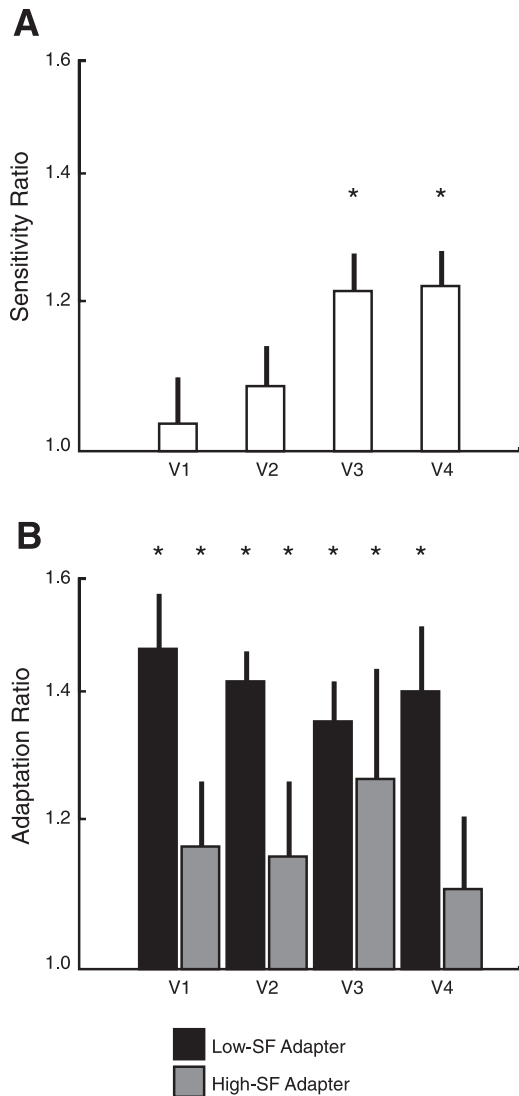 A
1.6
1.4
1.2
1.0
Sensitivity Ratio
* *
V1 V2 V3 V4
B
* * * * * * *
1.6
1.4
1.2
1.0
Adaptation Ratio
V1 V2 V3 V4
Low-SF Adapter
High-SF Adapter